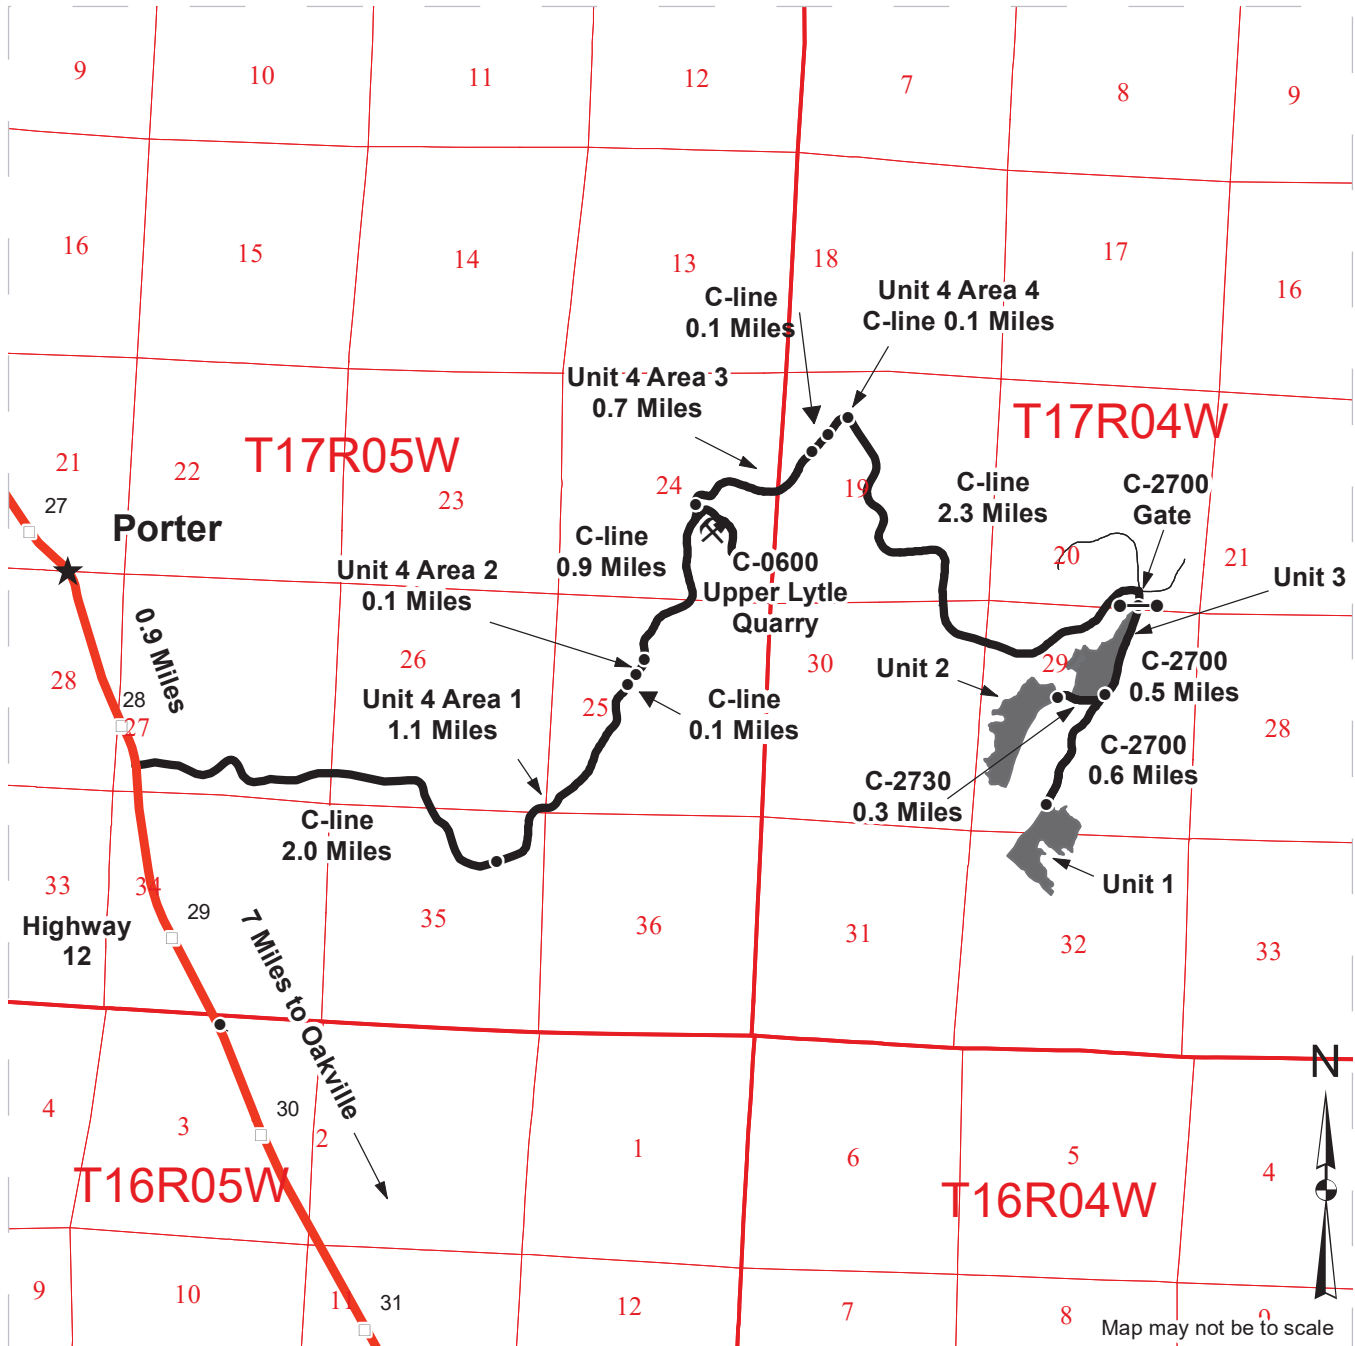 9
10
11
12
7
8
9
16
15
14
13
18
17
16
C-line
0.1 Miles
Unit 4 Area 4
C-line 0.1 Miles
Unit 4 Area 3
0.7 Miles
T17R05W
T17R04W
21
22
23
24
19
20
21
27
Porter
C-line
2.3 Miles
C-2700
Gate
C-line
0.9 Miles
Unit 4 Area 2
0.1 Miles
C-0600
Upper Lytle
Quarry
Unit 3
0.9 Miles
28
28
27
26
25
30
29
28
Unit 2
C-2700
0.5 Miles
Unit 4 Area 1
1.1 Miles
C-line
0.1 Miles
C-2700
0.6 Miles
C-2730
0.3 Miles
C-line
2.0 Miles
Unit 1
33
34
35
36
31
32
33
29
Highway
12
7 Miles to Oakville
N
4
3
2
1
6
5
4
30
T16R05W
T16R04W
9
10
11
12
7
8
9
31
Map may not be to scale